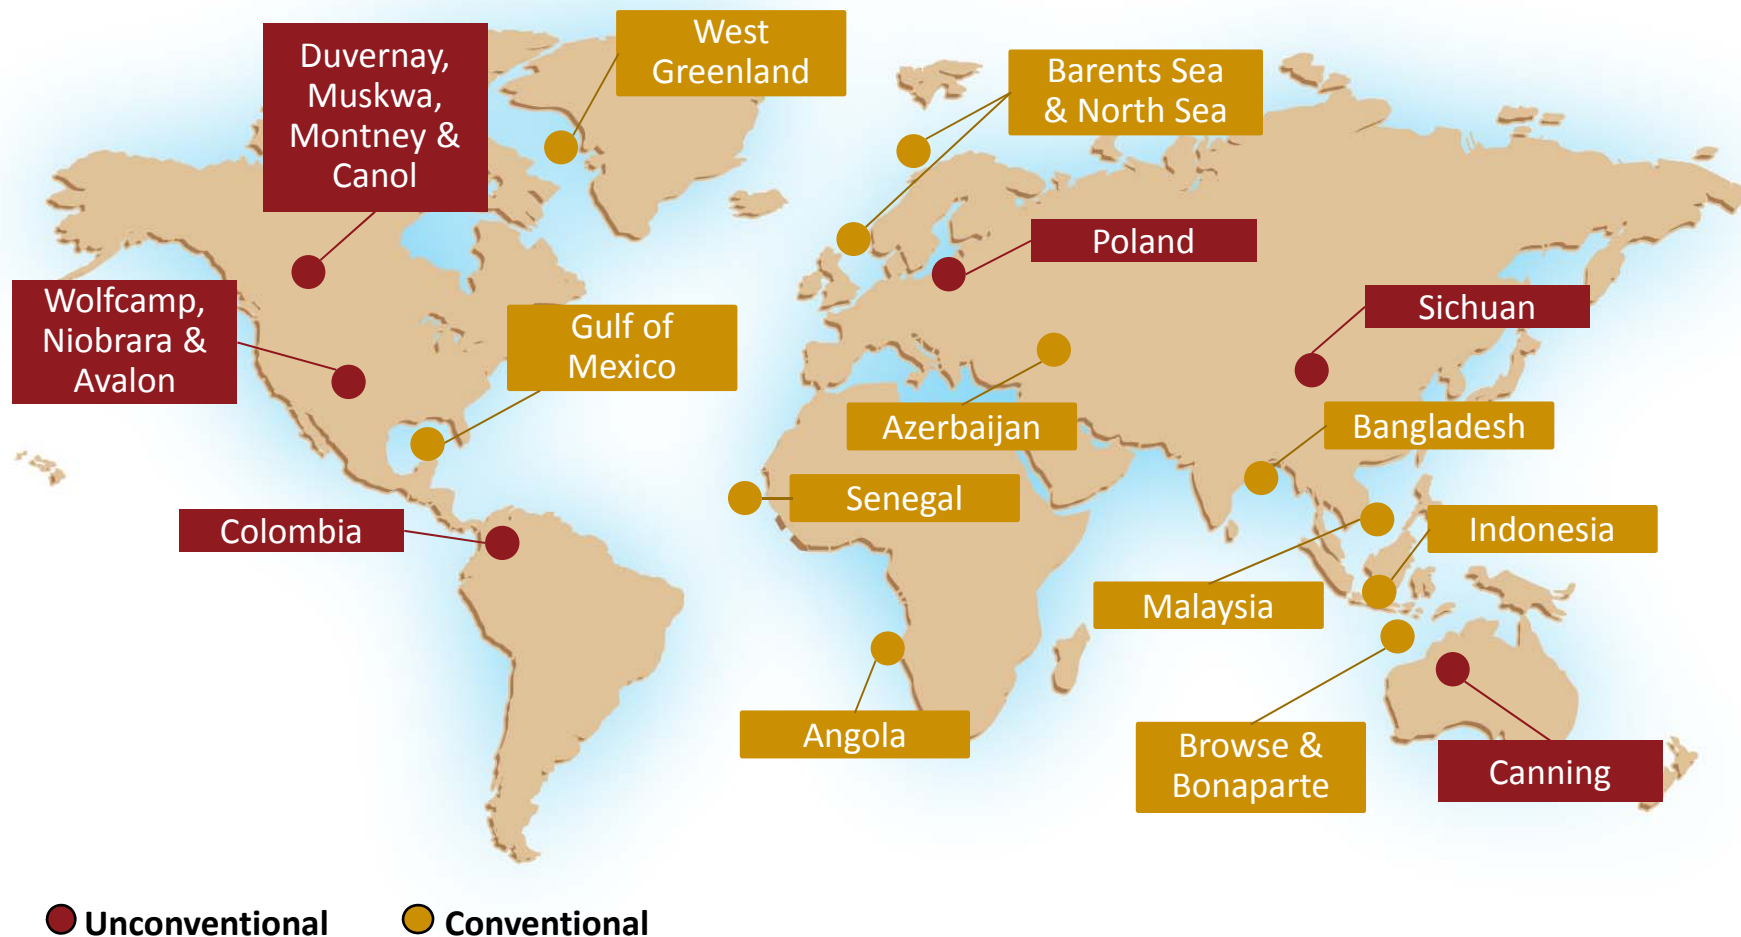 Duvernay,
Muskwa,
Montney &
Canol
West
Greenland
Barents Sea
& North Sea
Poland
Wolfcamp,
Niobrara &
Avalon
Gulf of
Mexico
Sichuan
Azerbaijan
Bangladesh
Senegal
Colombia
Indonesia
Malaysia
Angola
Browse &
Bonaparte
Canning
Unconventional
Conventional